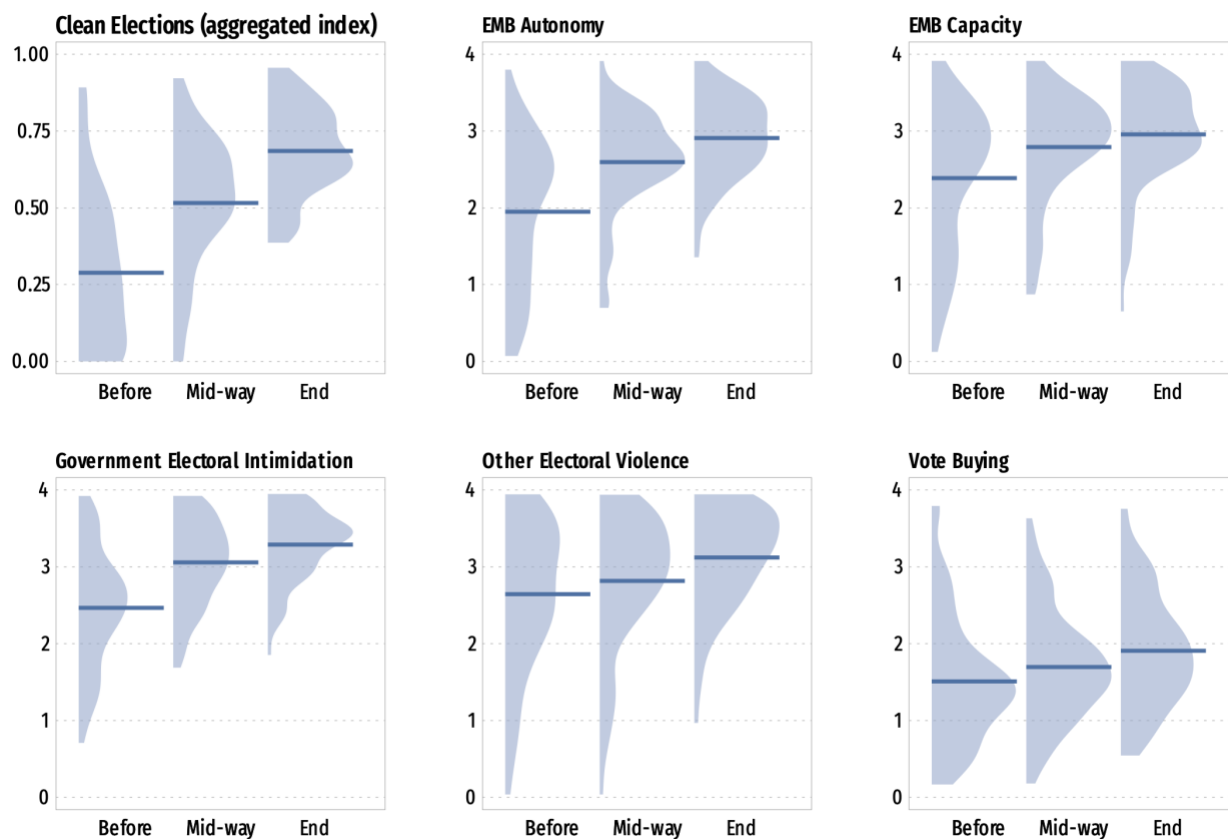 Clean Elections (aggregated index)
1.00
0.75
0.50
0.25
0.00
Before Mid-way End
EMB Autonomy
4
3
2
1
0
Before Mid-way End
EMB Capacity
4
3
2
1
0
Before Mid-way End
Government Electoral Intimidation
4
3
2
1
0
Before Mid-way End
Other Electoral Violence
4
3
2
1
0
Before Mid-way End
Vote Buying
4
3
2
1
0
Before Mid-way End